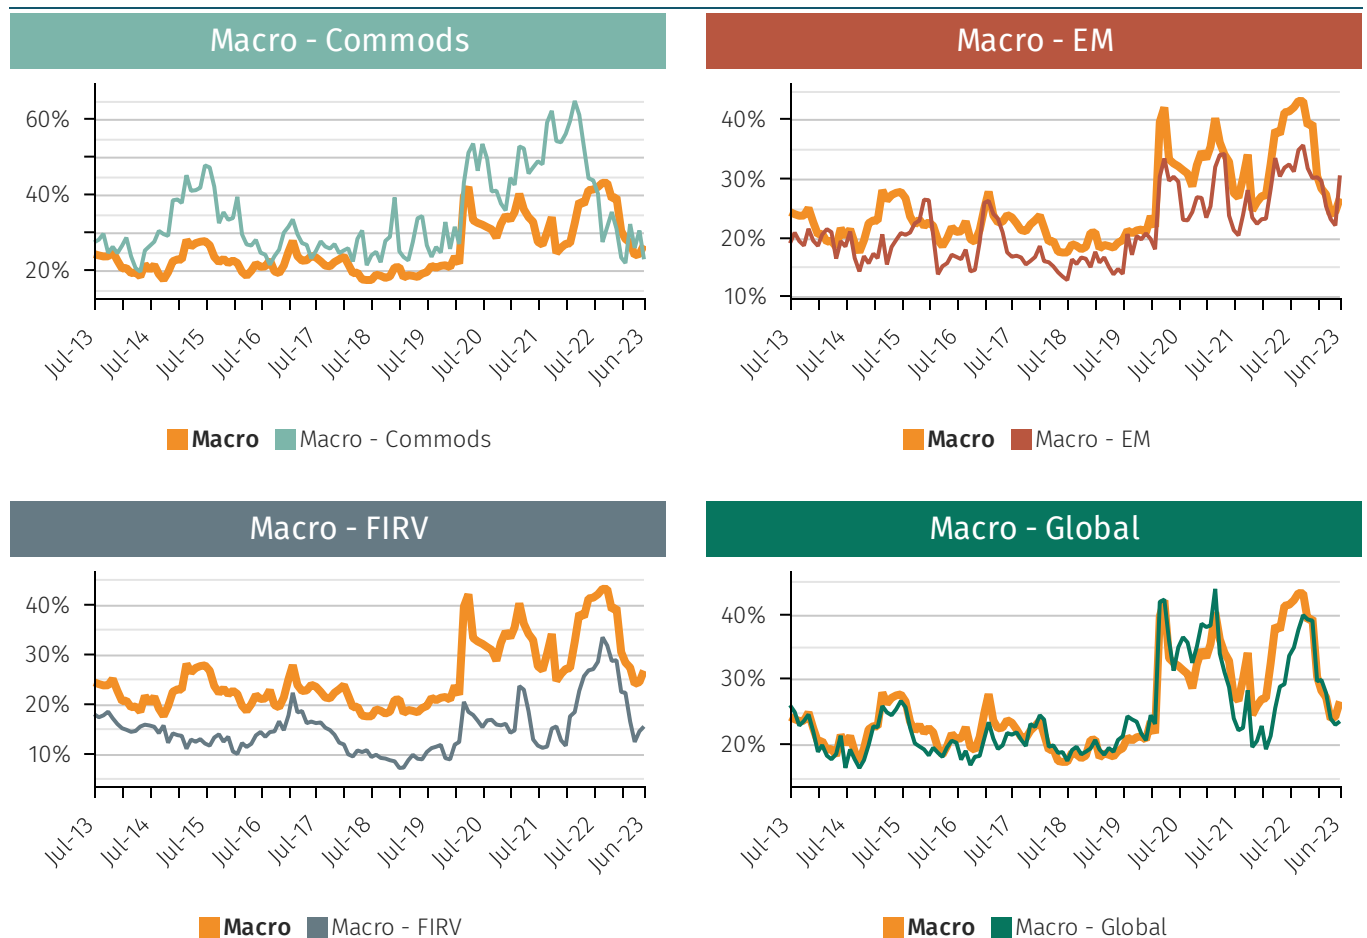 Macro - Commods
60%
40%
20%
Jul-13
Jul-14
Jul-15
Jul-16
Jul-17
Jul-18
Jul-19
Jul-20
Jul-21
Jul-22
Jun-23
Macro Macro - Commods
Macro - EM
40%
30%
20%
10%
Jul-13
Jul-14
Jul-15
Jul-16
Jul-17
Jul-18
Jul-19
Jul-20
Jul-21
Jul-22
Jun-23
Macro Macro - EM
Macro - FIRV
40%
30%
20%
10%
Jul-13
Jul-14
Jul-15
Jul-16
Jul-17
Jul-18
Jul-19
Jul-20
Jul-21
Jul-22
Jun-23
Macro Macro - FIRV
Macro - Global
40%
30%
20%
Jul-13
Jul-14
Jul-15
Jul-16
Jul-17
Jul-18
Jul-19
Jul-20
Jul-21
Jul-22
Jun-23
Macro Macro - Global